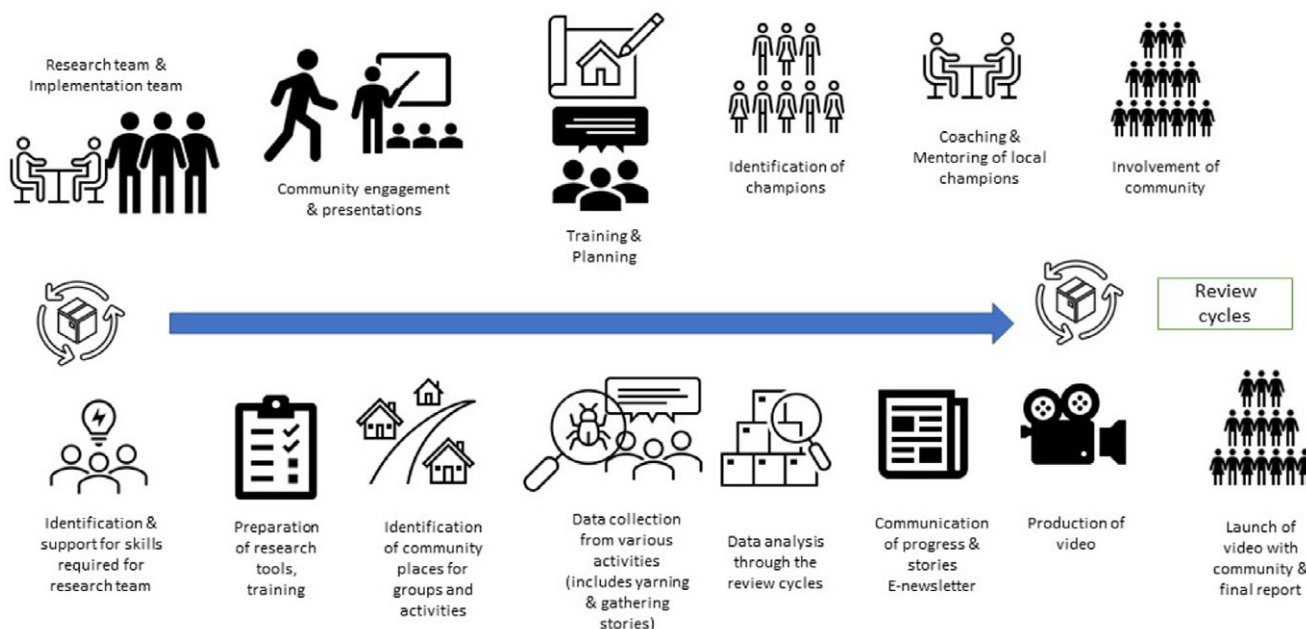 Research team &
Implementation team
Community engagement
& presentations
Training &
Planning
Identification of
champions
Coaching &
Mentoring of local
champions
Involvement of
community
Review
cycles
Identification &
support for skills
required for
research team
Preparation
of research
tools,
training
Identification
of community
places for
groups and
activities
Data collection
from various
activities
(includes yarning
& gathering
stories)
Data analysis
through the
review cycles
Communication
of progress &
stories
E-newsletter
Production of
video
Launch of
video with
community &
final report